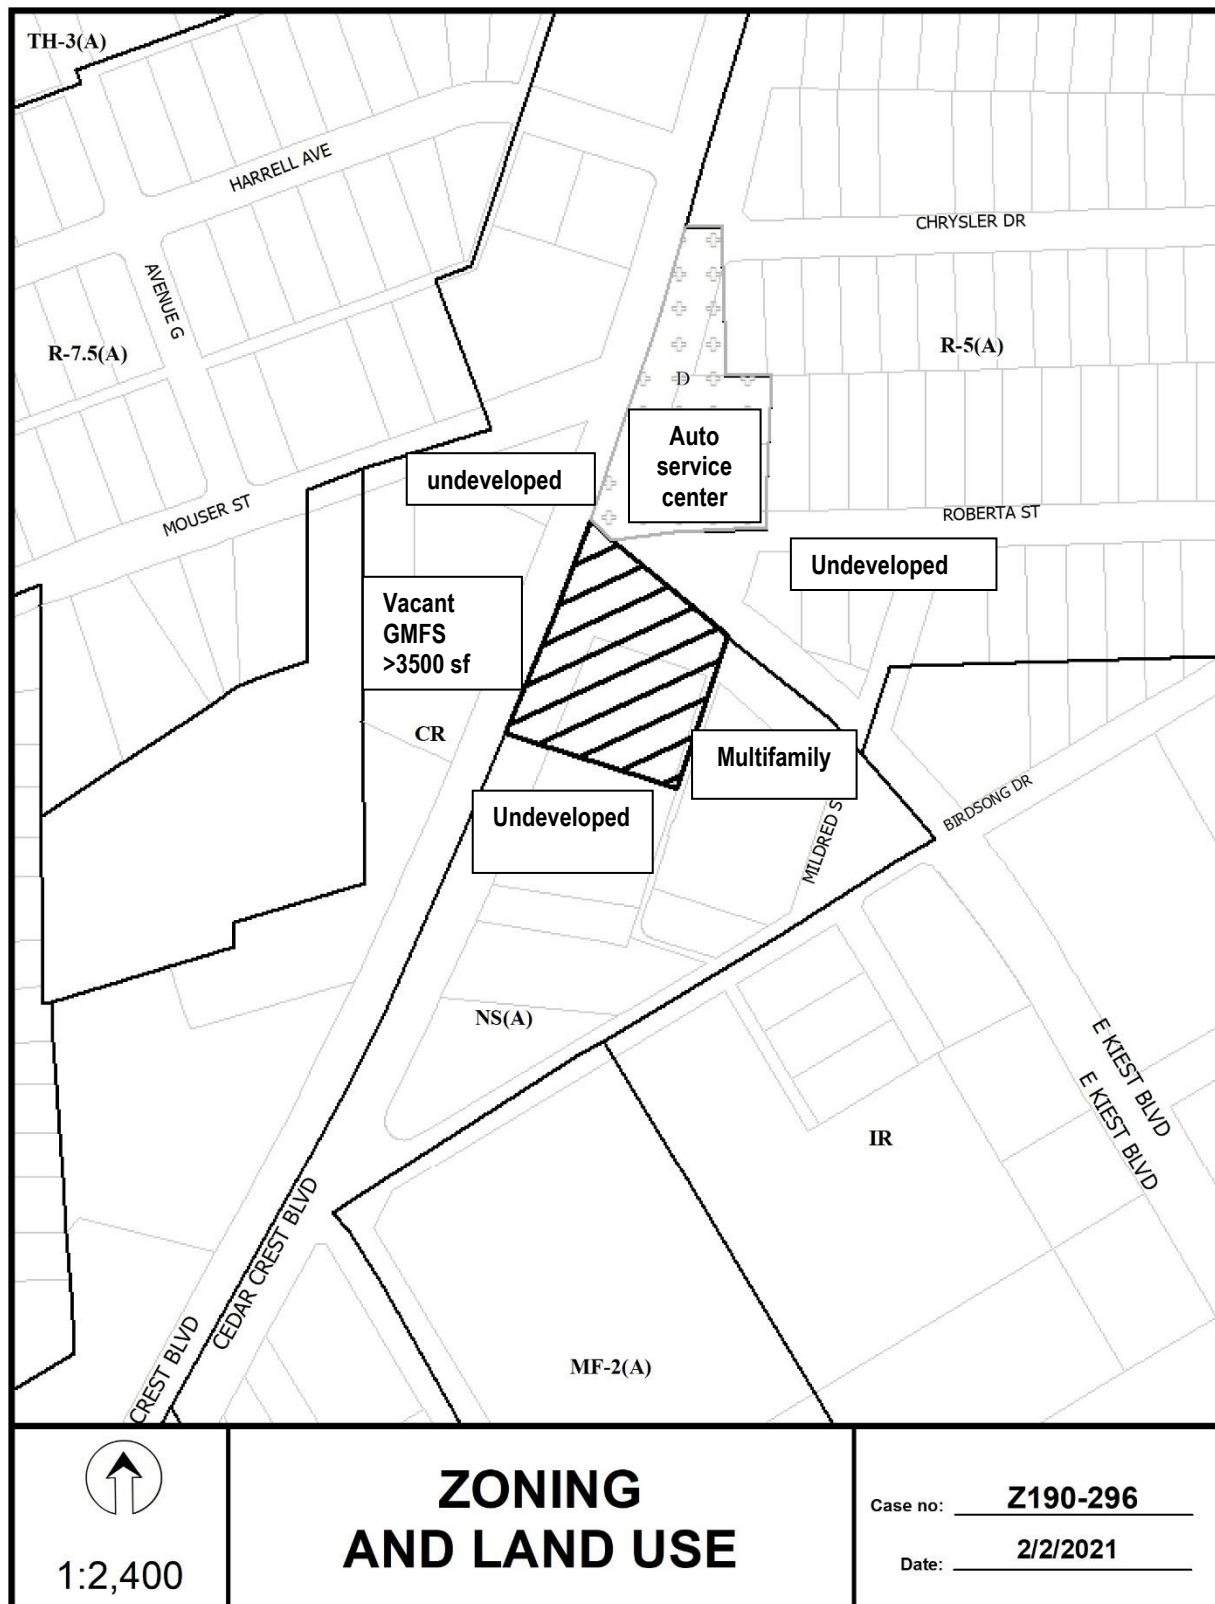 TH-3(A)
HARRELL AVE
CHRYSLER DR
AVENUE G
R-7.5(A)
R-5(A)
D
Auto
service
center
undeveloped
MOUSER ST
ROBERTA ST
Undeveloped
Vacant
GMFS
>3500 sf
CR
Multifamily
Undeveloped
MILDRED S
BIRDSONG DR
NS(A)
E KIEST BLVD
E KIEST BLVD
IR
CEDAR CREST BLVD
CREST BLVD
MF-2(A)
1:2,400
ZONING
AND LAND USE
Case no: Z190-296
Date: 2/2/2021